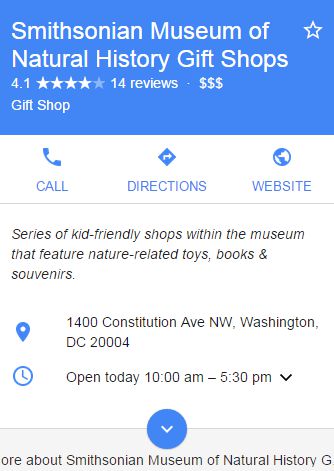 Smithsonian Museum of
Natural History Gift Shops
4.1 ★★★★★ 14 reviews · $$$
Gift Shop
CALL DIRECTIONS WEBSITE
Series of kid-friendly shops within the museum
that feature nature-related toys, books &
souvenirs.
1400 Constitution Ave NW, Washington,
DC 20004
Open today 10:00 am – 5:30 pm
ore about Smithsonian Museum of Natural History G